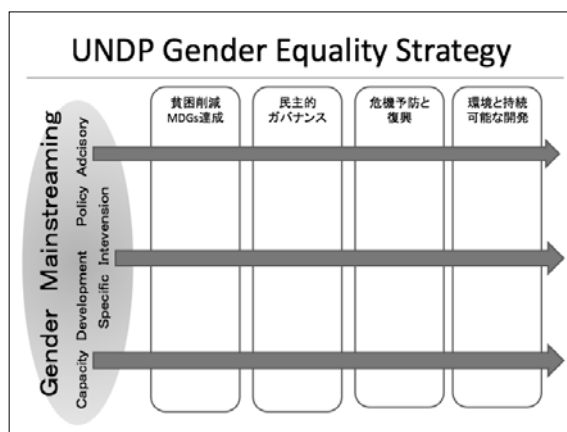 UNDP Gender Equality Strategy
貧困削減
MDGs達成
民主的
ガバナンス
危機予防と
復興
環境と持続
可能な開発
Gender Mainstreaming
Capacity Development Policy Adcisory
Specific Intevension